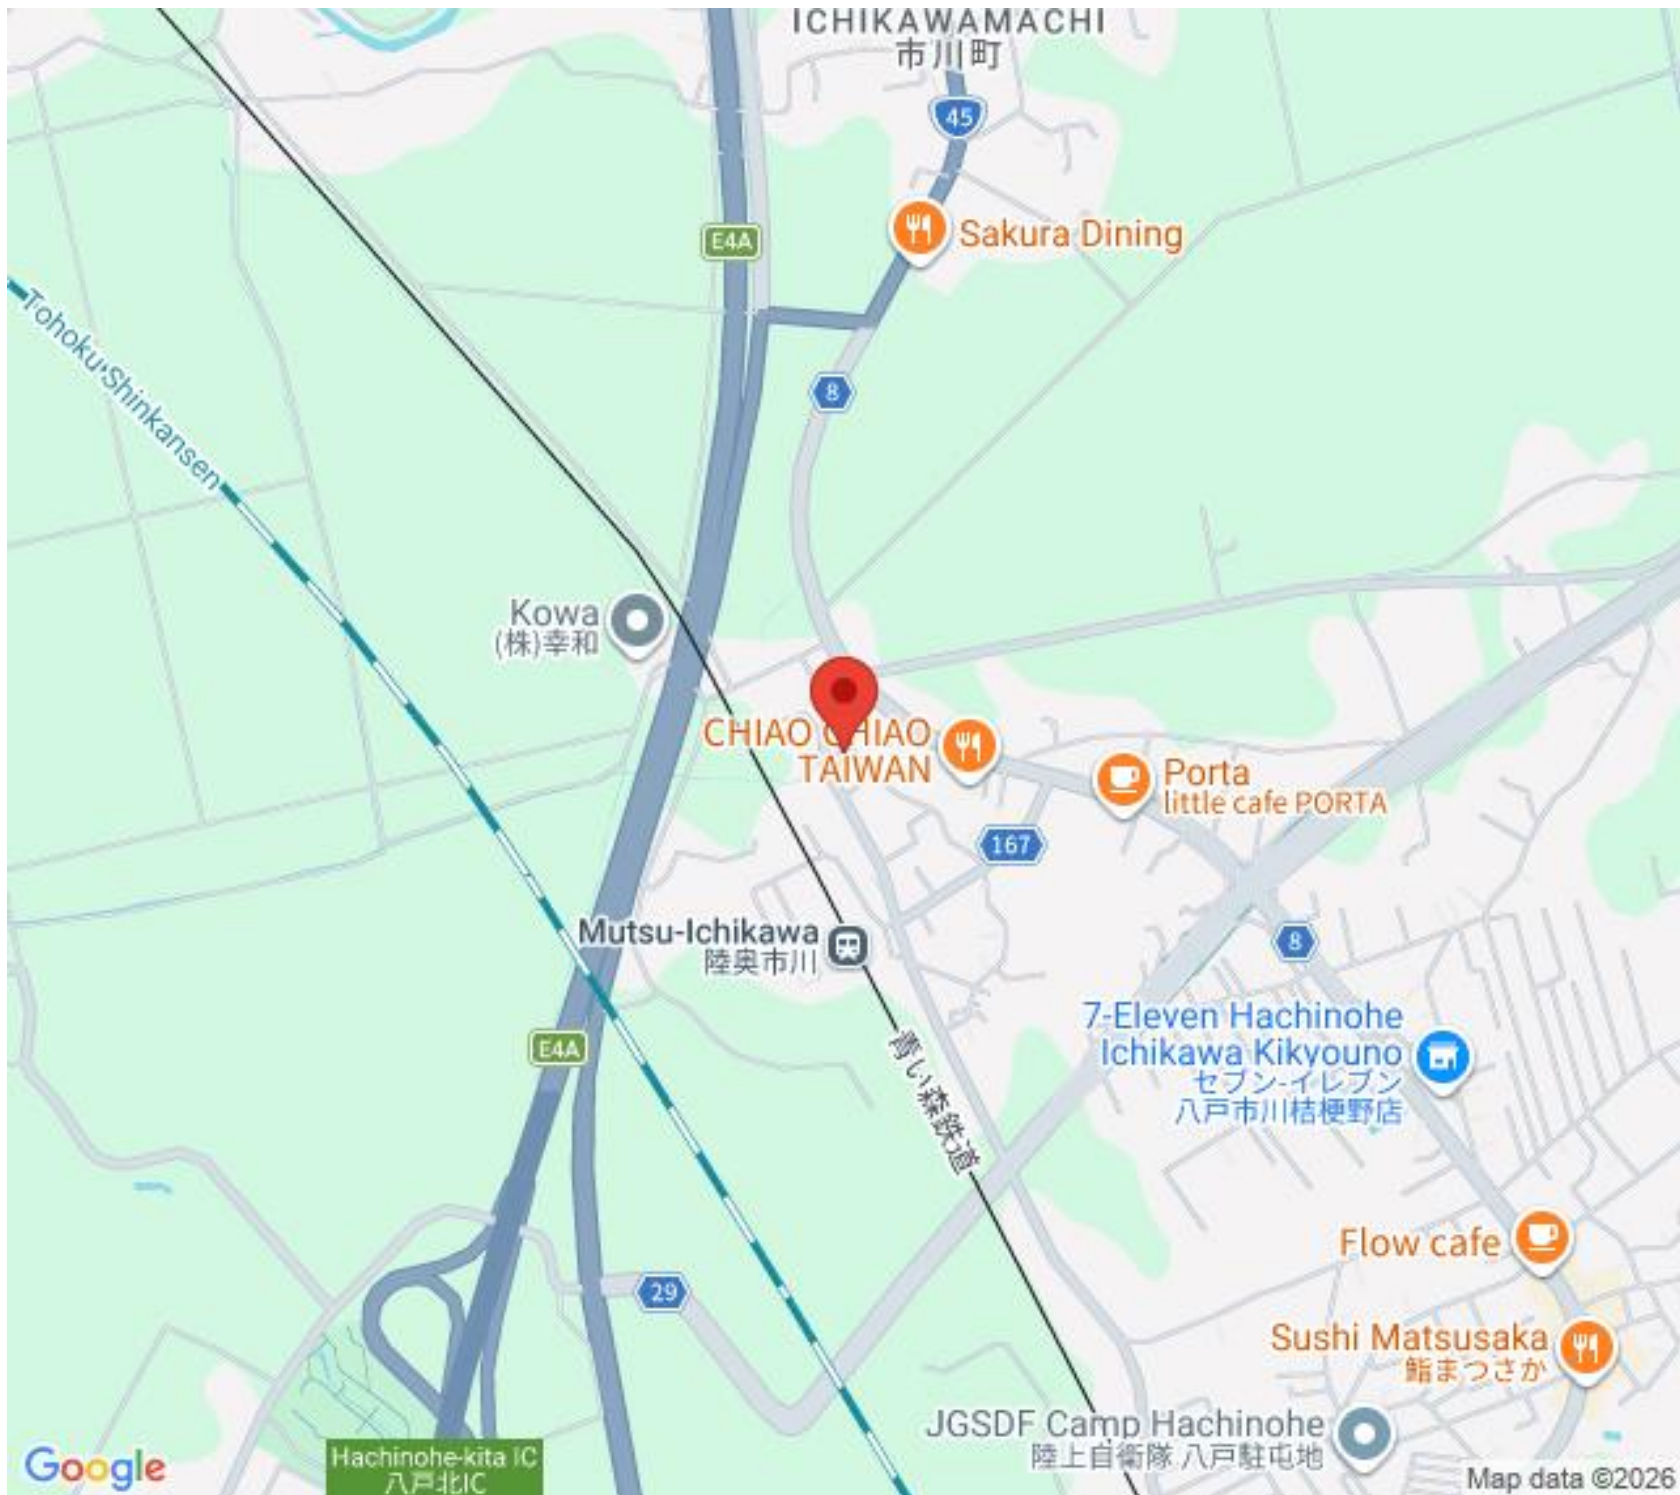 ICHIKAWAMACHI
市川町
45
E4A
Sakura Dining
Tohoku Shinkansen
8
Kowa
(株)幸和
CHIAO CHIAO
TAIWAN
Porta
little cafe PORTA
167
Mutsu-Ichikawa
陸奥市川
8
7-Eleven Hachinohe
Ichikawa Kikyouno
セブン-イレブン
八戸市川桔梗野店
E4A
青い森鉄道
Flow cafe
29
Sushi Matsusaka
鮨まつさか
JGSDF Camp Hachinohe
陸上自衛隊 八戸駐屯地
Hachinohe-kita IC
八戸北IC
Google
Map data ©2026